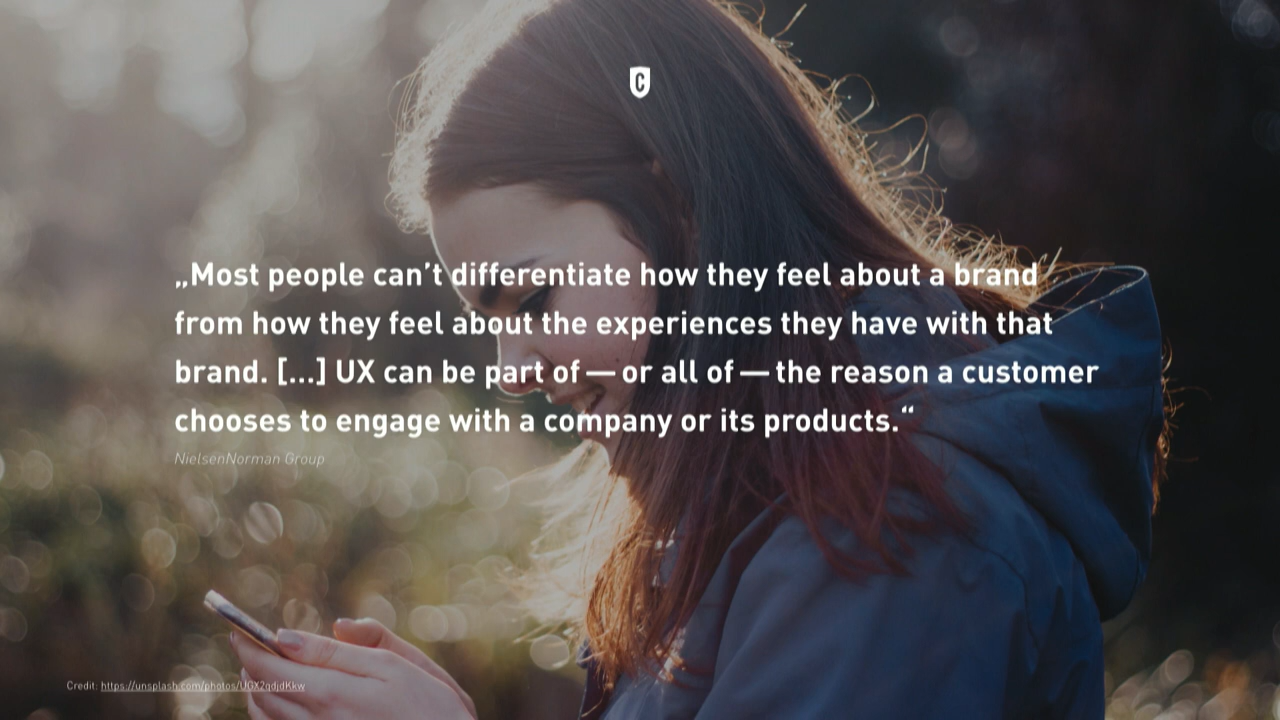 C
„Most people can’t differentiate how they feel about a brand
from how they feel about the experiences they have with that
brand. [...] UX can be part of — or all of — the reason a customer
chooses to engage with a company or its products.“
NielsenNorman Group
Credit: https://unsplash.com/photos/UGX2qdjdKkw